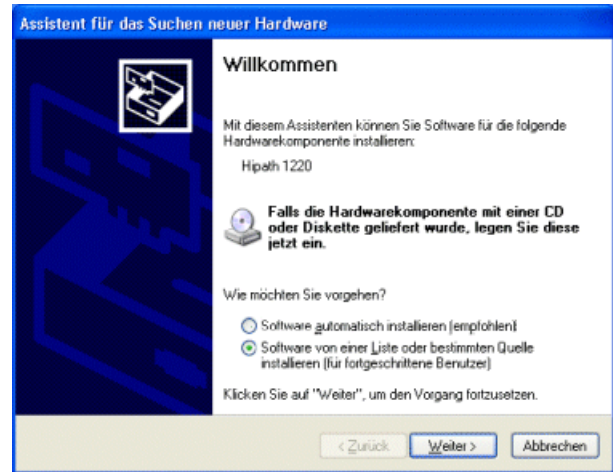 Assistent für das Suchen neuer Hardware
Willkommen
Mit diesem Assistenten können Sie Software für die folgende
Hardwarekomponente installieren:
Hipath 1220
Falls die Hardwarekomponente mit einer CD
oder Diskette geliefert wurde, legen Sie diese
jetzt ein.
Wie möchten Sie vorgehen?
Software automatisch installieren (empfohlen)
Software von einer Liste oder bestimmten Quelle
installieren (für fortgeschrittene Benutzer)
Klicken Sie auf "Weiter", um den Vorgang fortzusetzen.
< Zurück Weiter > Abbrechen